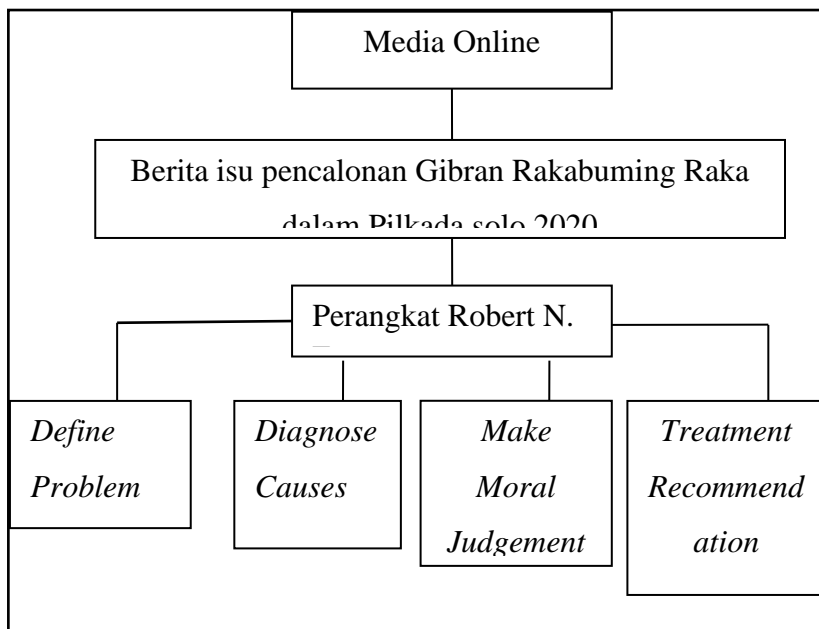 Media Online
Berita isu pencalonan Gibran Rakabuming Raka
dalam Pilkada solo 2020
Perangkat Robert N.
Define
Problem
Diagnose
Causes
Make
Moral
Judgement
Treatment
Recommend
ation